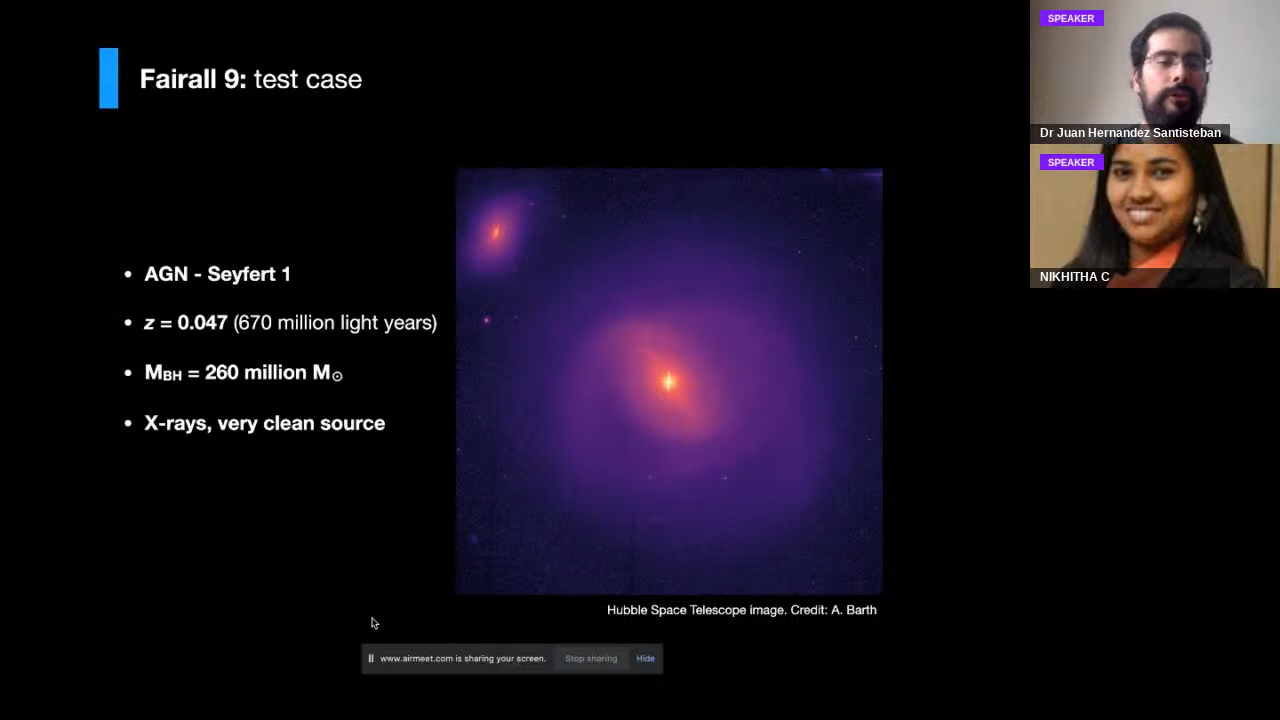 Fairall 9: test case
• AGN - Seyfert 1
• z = 0.047 (670 million light years)
• MBH = 260 million M☉
• X-rays, very clean source
Hubble Space Telescope image. Credit: A. Barth
www.airmeet.com is sharing your screen. Stop sharing Hide
SPEAKER
Dr Juan Hernandez Santisteban
SPEAKER
NIKHITHA C